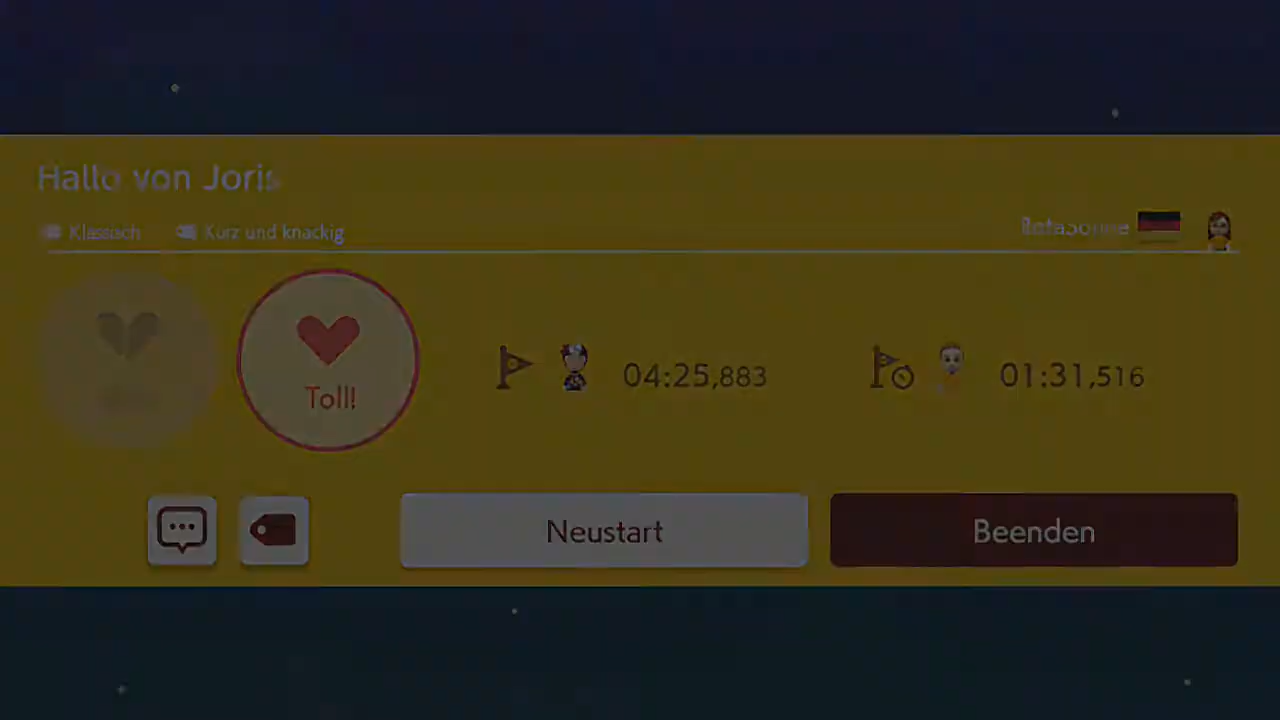 Hallo von Joris
Klassisch Kurz und knackig
Toll!
04:25,883
01:31,516
Neustart
Beenden